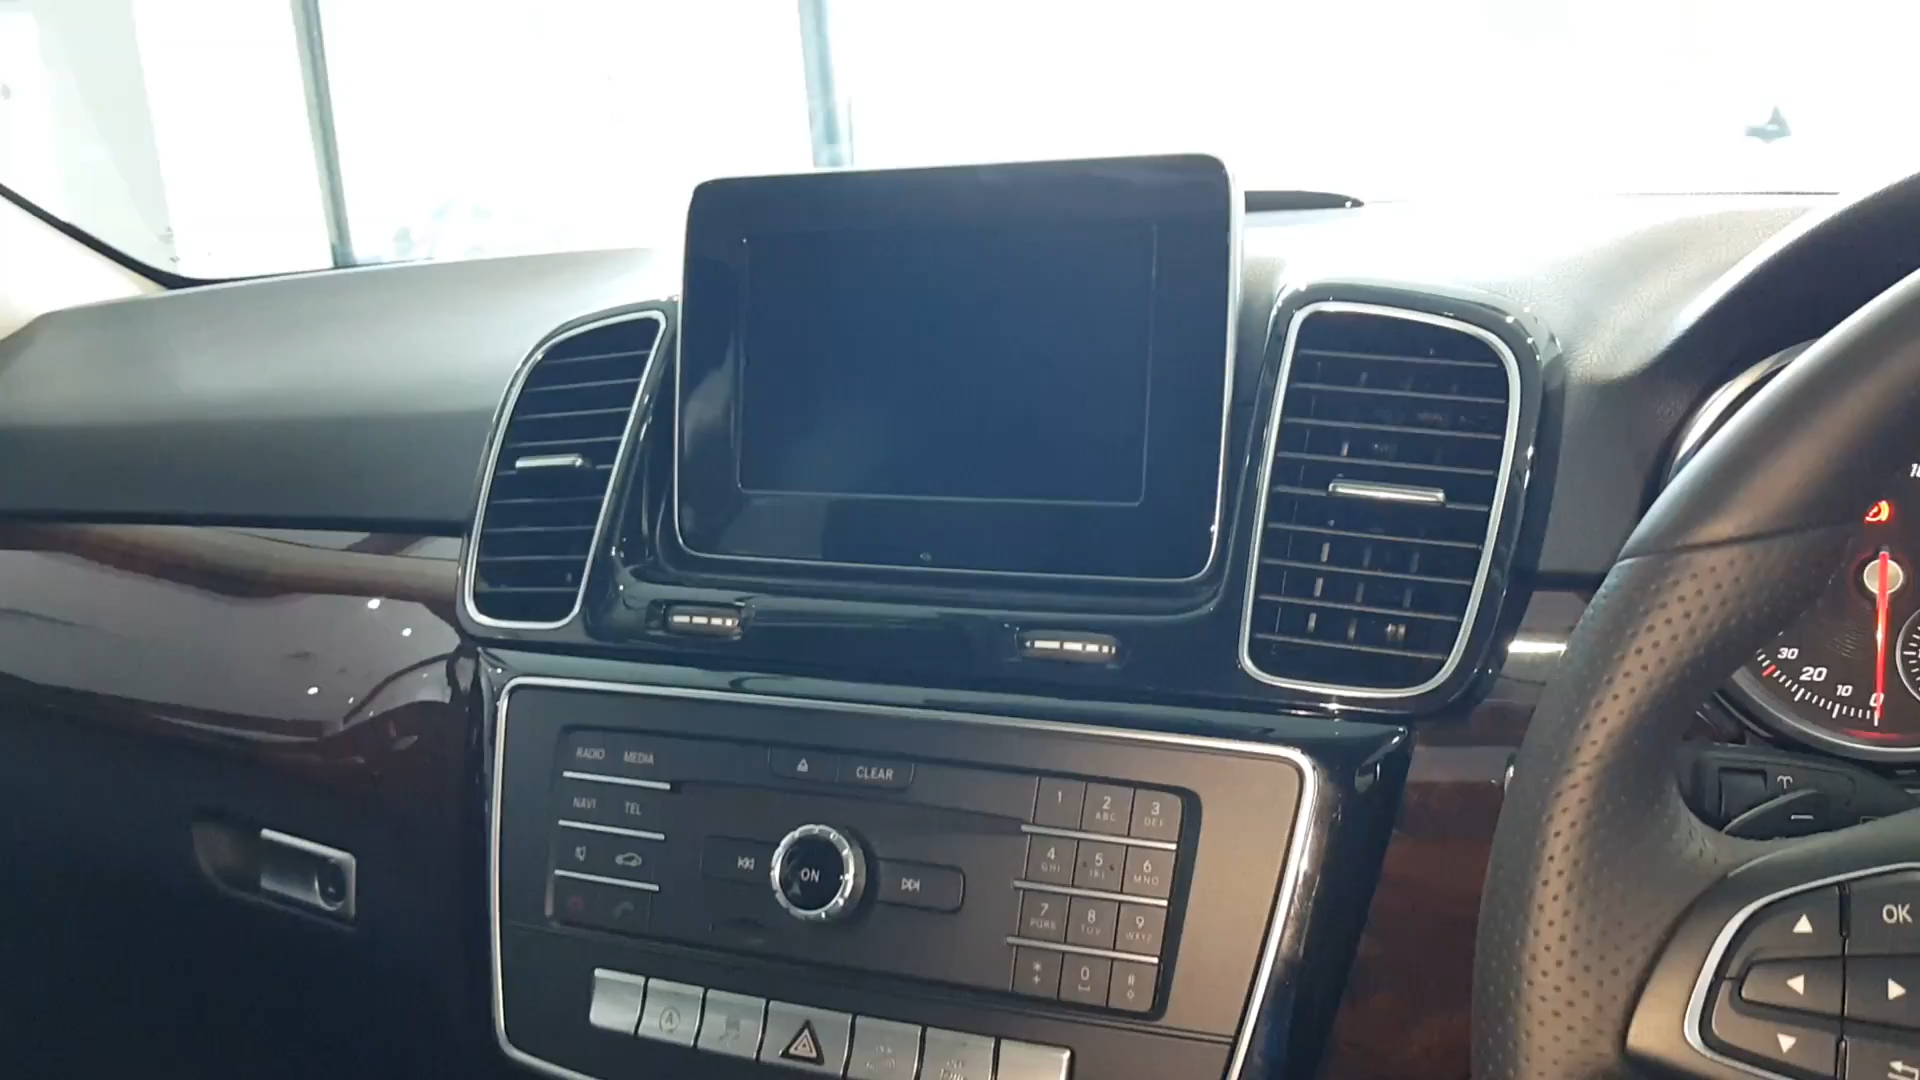 RADIO MEDIA
CLEAR
NAVI TEL
ON
1 2 ABC 3 DEF
4 GHI 5 JKL 6 MNO
7 PQRS 8 TUV 9 WXYZ
* + 0 R
A
30
20
10
0
OK